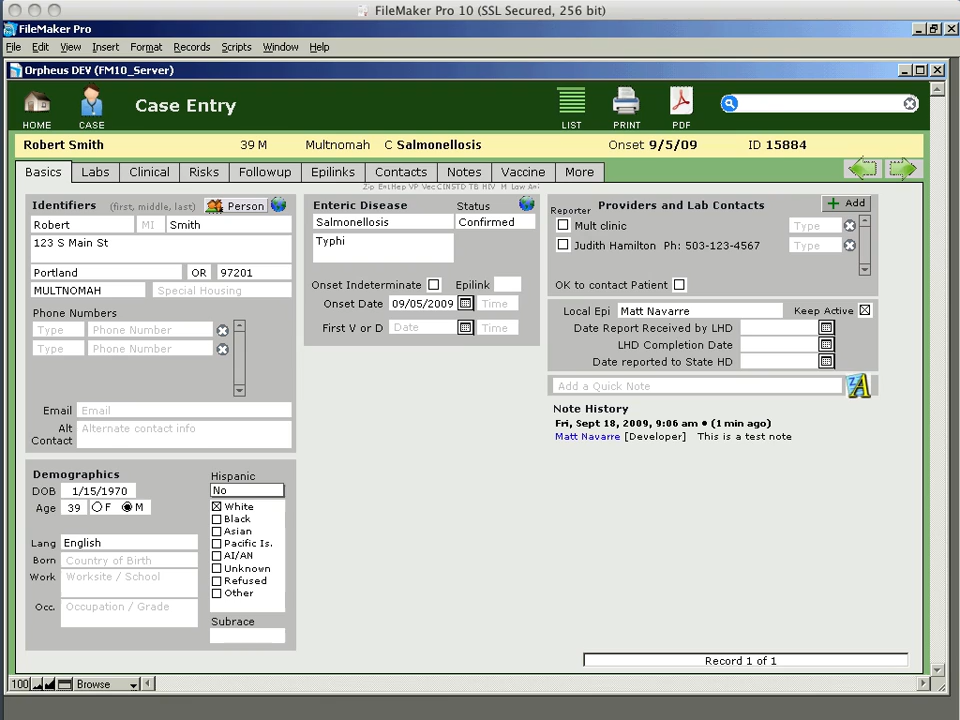 FileMaker Pro 10 (SSL Secured, 256 bit)
FileMaker Pro
File Edit View Insert Format Records Scripts Window Help
Orpheus DEV (FM10_Server)
HOME CASE Case Entry LIST PRINT PDF
Robert Smith 39 M Multnomah C Salmonellosis Onset 9/5/09 ID 15884
Basics Labs Clinical Risks Followup Epilinks Contacts Notes Vaccine More
Identifiers (first, middle, last) Person
Robert MI Smith
123 S Main St
Portland OR 97201
MULTNOMAH Special Housing
Phone Numbers
Type Phone Number
Type Phone Number
Email Email
Alt Contact Alternate contact info
Demographics
DOB 1/15/1970
Age 39 F M
Lang English
Born Country of Birth
Work Worksite / School
Occ. Occupation / Grade
Hispanic
No
White
Black
Asian
Pacific Is.
AI/AN
Unknown
Refused
Other
Subrace
Enteric Disease Status
Salmonellosis Confirmed
Typhi
Onset Indeterminate Epilink
Onset Date 09/05/2009 Time
First V or D Date Time
Reporter Providers and Lab Contacts Add
Mult clinic Type
Judith Hamilton Ph: 503-123-4567 Type
OK to contact Patient
Local Epi Matt Navarre Keep Active
Date Report Received by LHD
LHD Completion Date
Date reported to State HD
Add a Quick Note
Note History
Fri, Sept 18, 2009, 9:06 am • (1 min ago)
Matt Navarre [Developer] This is a test note
Record 1 of 1
100 Browse